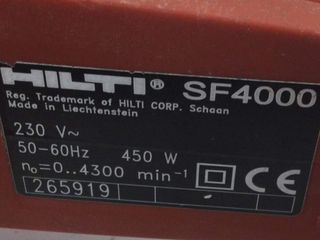 HILTI® SF4000
Reg. Trademark of HILTI CORP. Schaan
Made in Liechtenstein
230 V~
50-60Hz 450 W
n₀=0..4300 min⁻¹ CE
265919